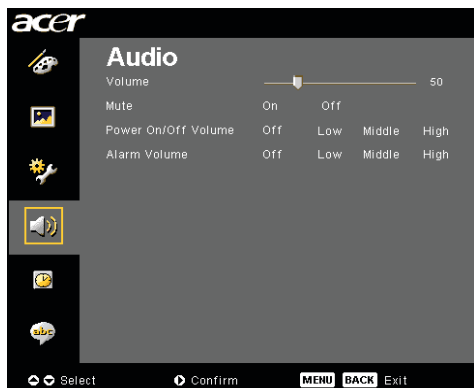 acer
Audio
Volume 50
Mute On Off
Power On/Off Volume Off Low Middle High
Alarm Volume Off Low Middle High
abc
Select Confirm MENU BACK Exit